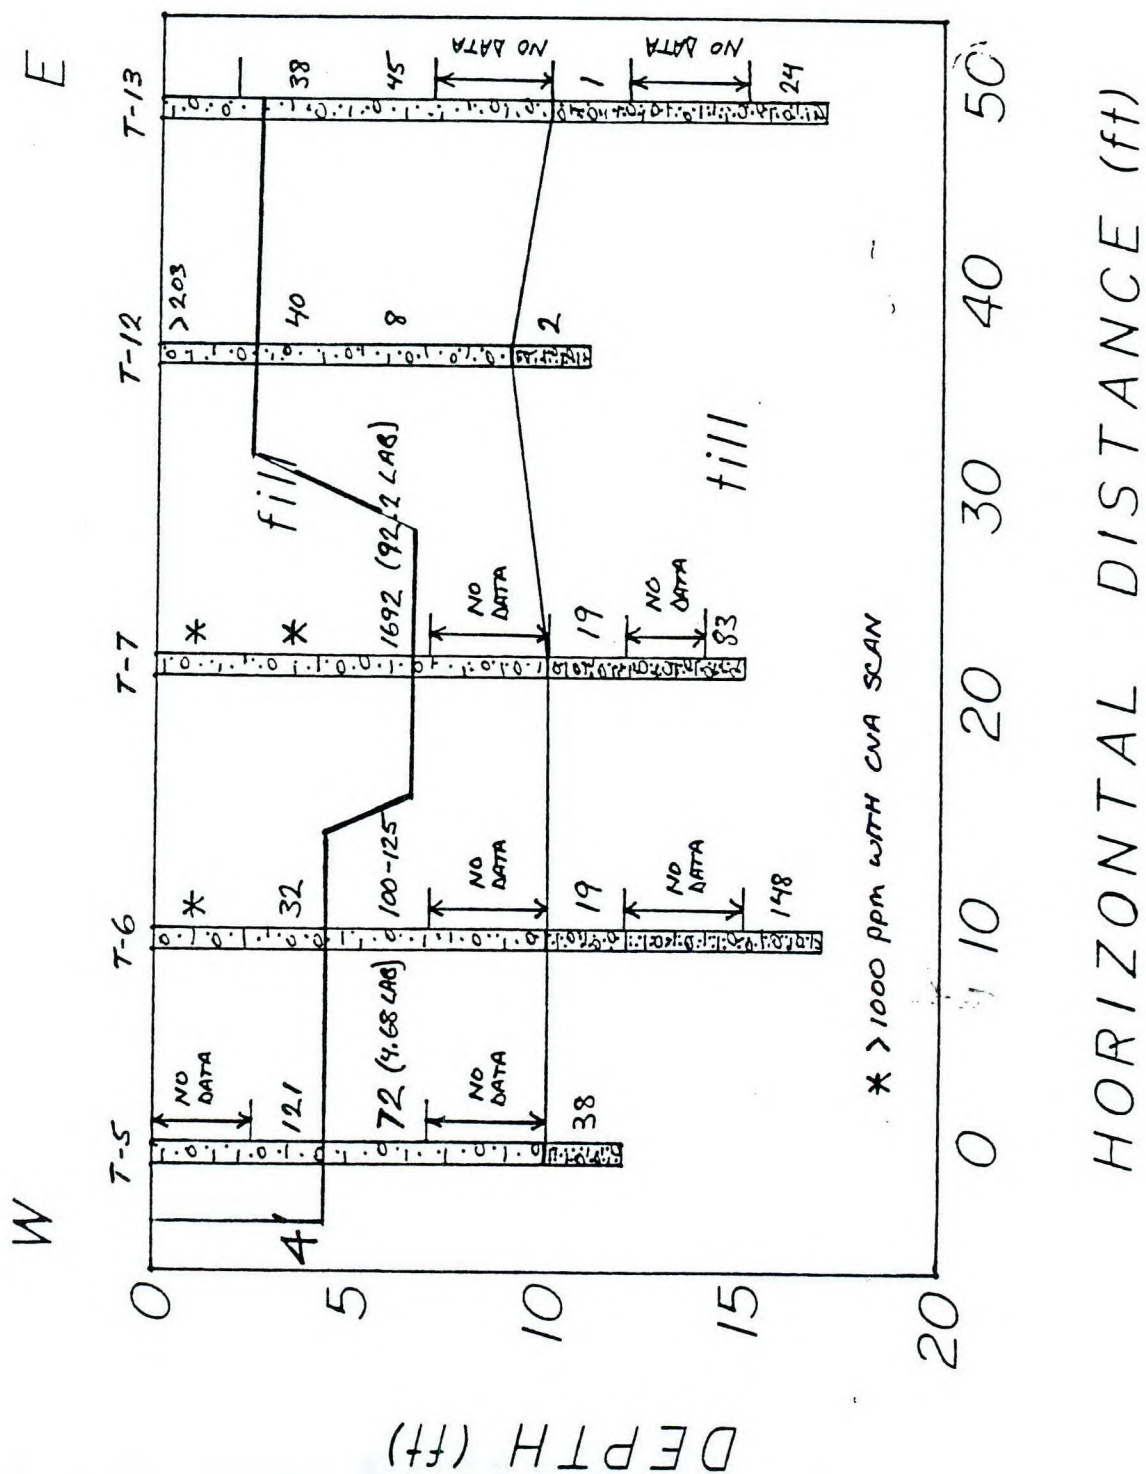 W E
T-5 T-6 T-7 T-12 T-13
0
NO DATA
*
*
>203
121
32
*
40
38
4
fill
5
72 (4.68 LAB)
100-125
1692 (92.2 LAB)
8
45
NO DATA
NO DATA
NO DATA
NO DATA
10
38
19
19
2
1
NO DATA
NO DATA
NO DATA
till
15
148
83
24
20
DEPTH (ft)
* >1000 ppm WITH OVA SCAN
0 10 20 30 40 50
HORIZONTAL DISTANCE (ft)